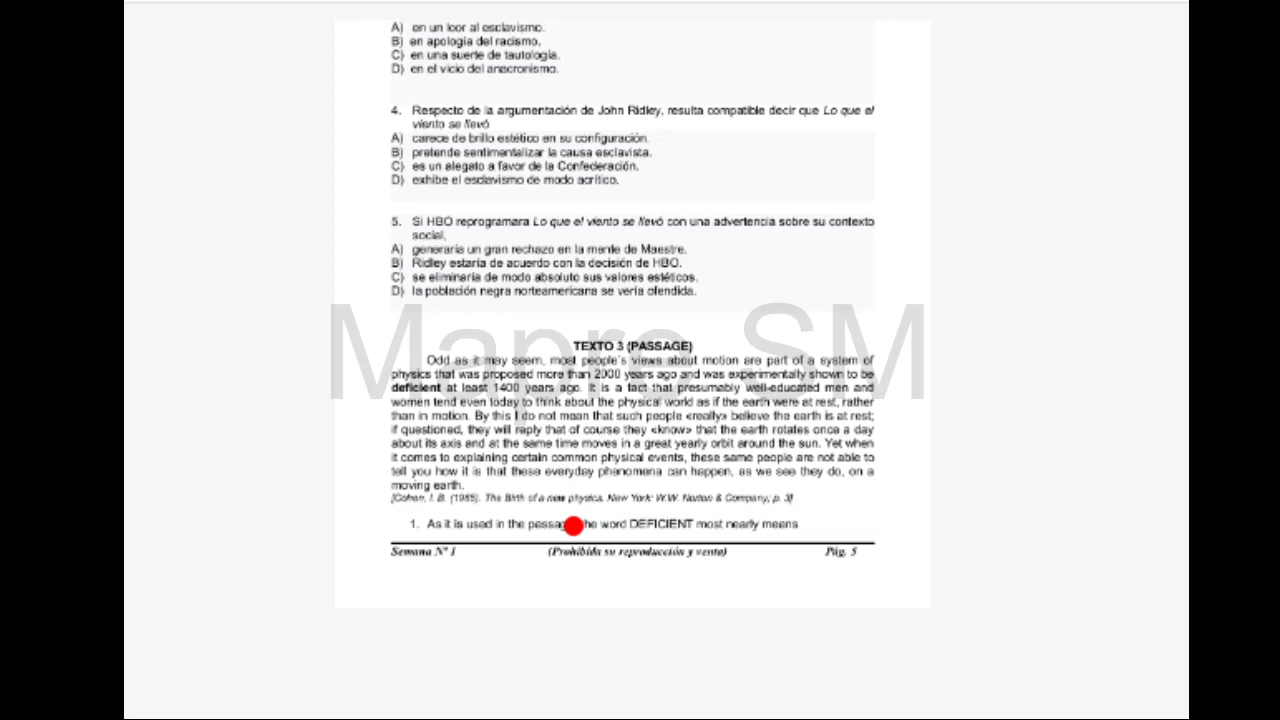 A) en un loor al esclavismo.
B) en apología del racismo.
C) en una suerte de tautología.
D) en el vicio del anacronismo.
4. Respecto de la argumentación de John Ridley, resulta compatible decir que Lo que el
viento se llevó
A) carece de brillo estético en su configuración.
B) pretende sentimentalizar la causa esclavista.
C) es un alegato a favor de la Confederación.
D) exhibe el esclavismo de modo acrítico.
5. Si HBO reprogramara Lo que el viento se llevó con una advertencia sobre su contexto
social,
A) generaría un gran rechazo en la mente de Maestre.
B) Ridley estaría de acuerdo con la decisión de HBO.
C) se eliminaría de modo absoluto sus valores estéticos.
D) la población negra norteamericana se vería ofendida.
Mapro SM
TEXTO 3 (PASSAGE)
Odd as it may seem, most people's views about motion are part of a system of
physics that was proposed more than 2000 years ago and was experimentally shown to be
deficient at least 1400 years ago. It is a fact that presumably well-educated men and
women tend even today to think about the physical world as if the earth were at rest, rather
than in motion. By this I do not mean that such people «really» believe the earth is at rest;
if questioned, they will reply that of course they «know» that the earth rotates once a day
about its axis and at the same time moves in a great yearly orbit around the sun. Yet when
it comes to explaining certain common physical events, these same people are not able to
tell you how it is that these everyday phenomena can happen, as we see they do, on a
moving earth.
[Cohen, I. B. (1985). The Birth of a new physics. New York: W.W. Norton & Company; p. 3]
1. As it is used in the passag he word DEFICIENT most nearly means
Semana Nº 1 (Prohibida su reproducción y venta) Pág. 5